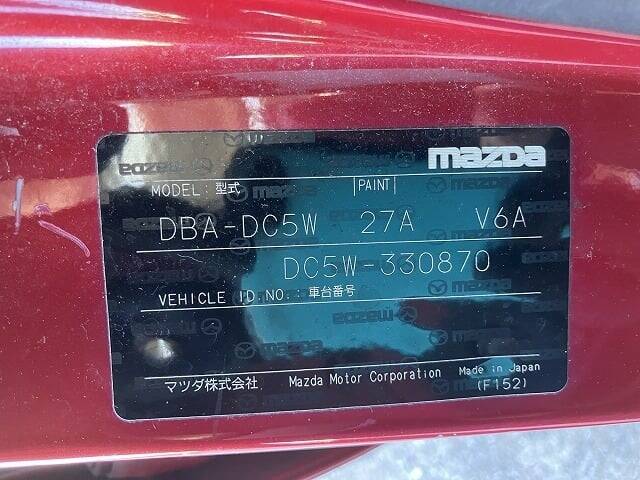 mazda
MODEL: 型式 PAINT
DBA-DC5W 27A V6A
DC5W-330870
VEHICLE ID.NO. 車台番号
マツダ株式会社 Mazda Motor Corporation Made in Japan
(F152)